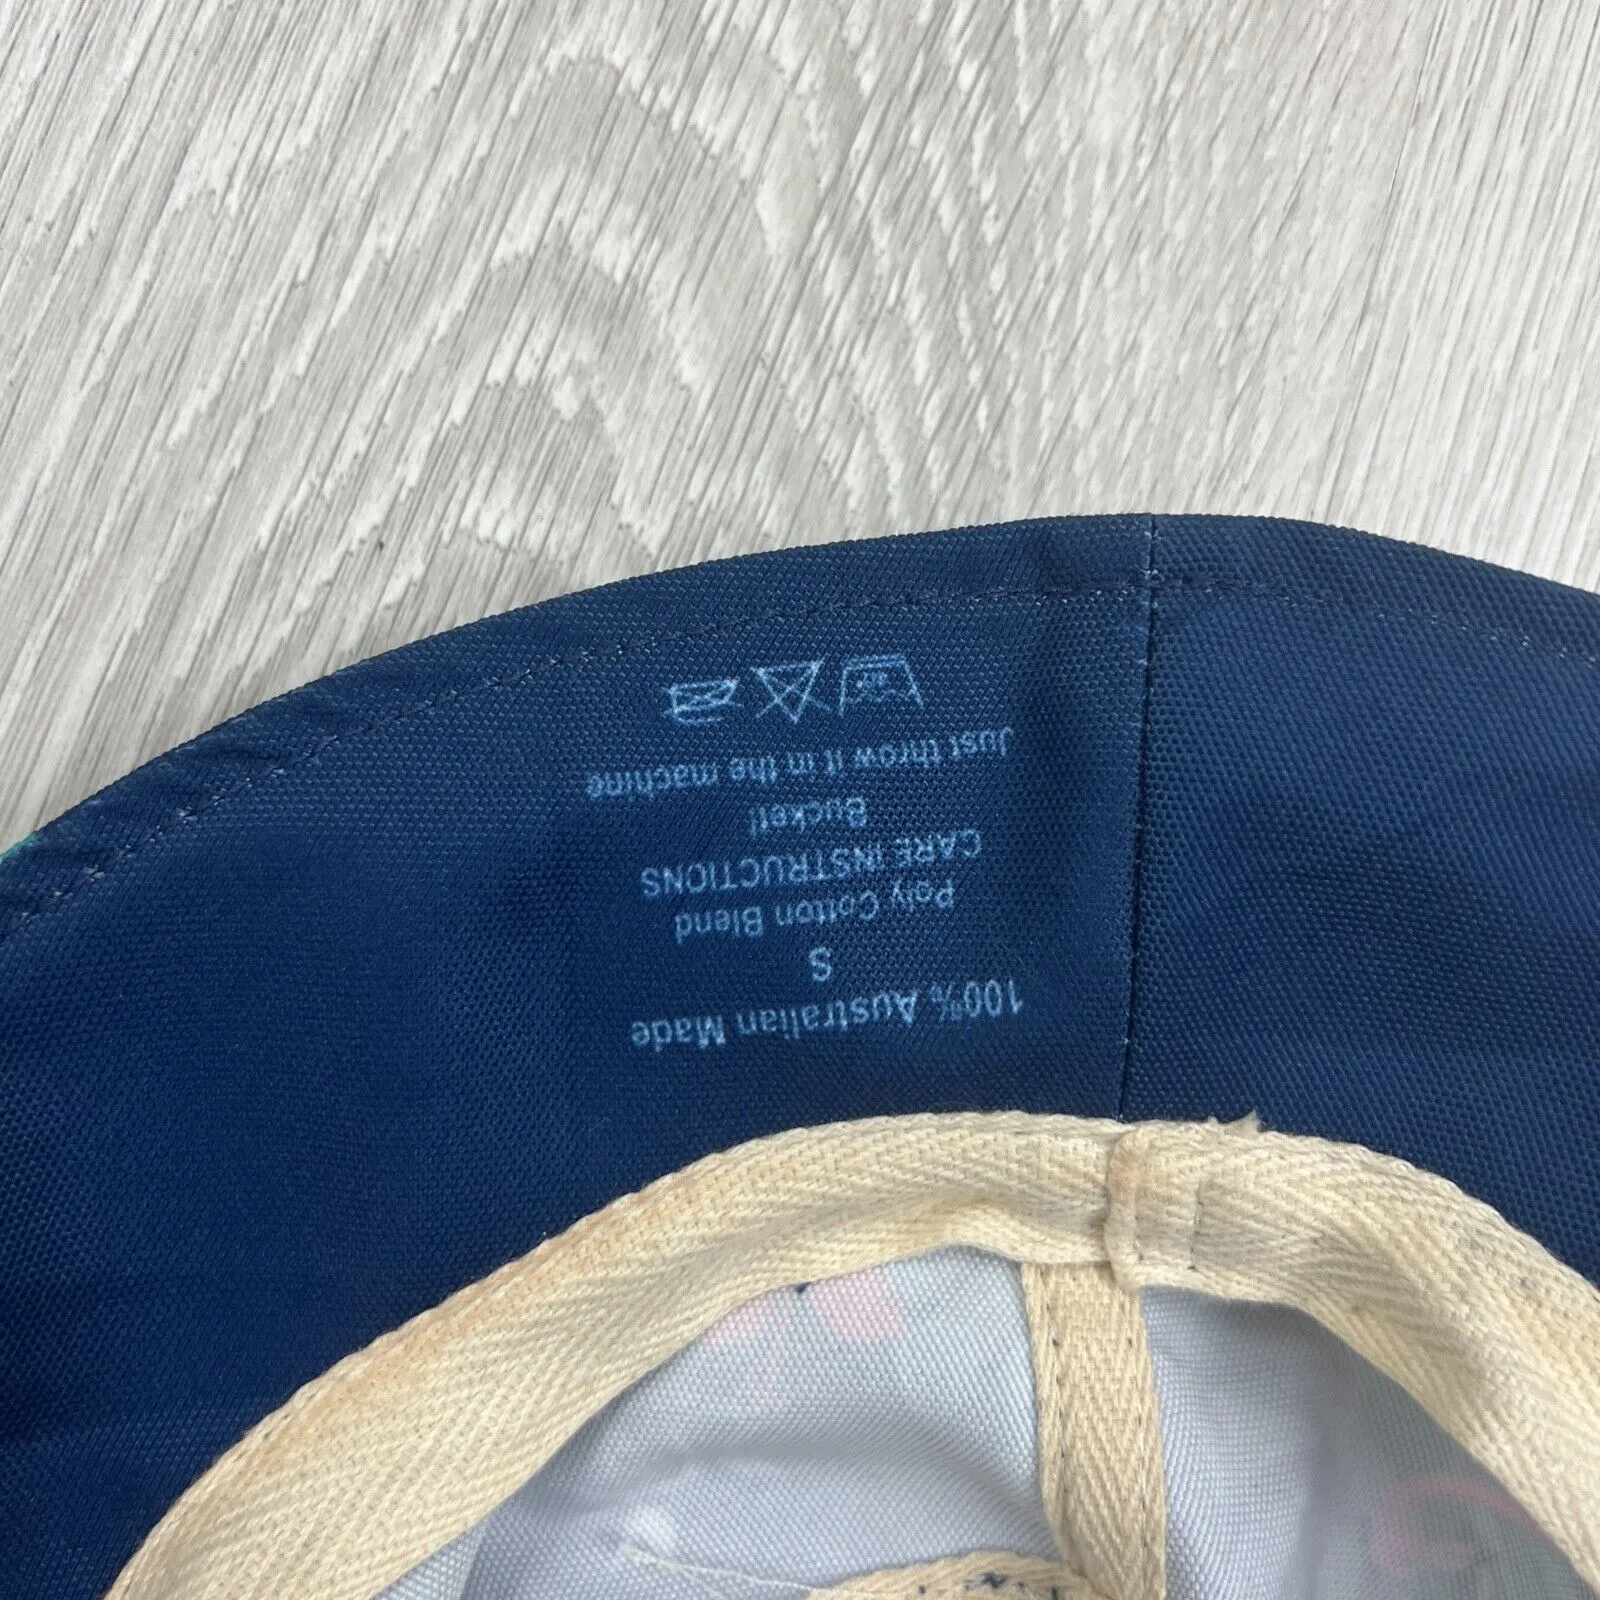 100% Australian Made
S
Poly Cotton Blend
CARE INSTRUCTIONS
Bucket!
Just throw it in the machine